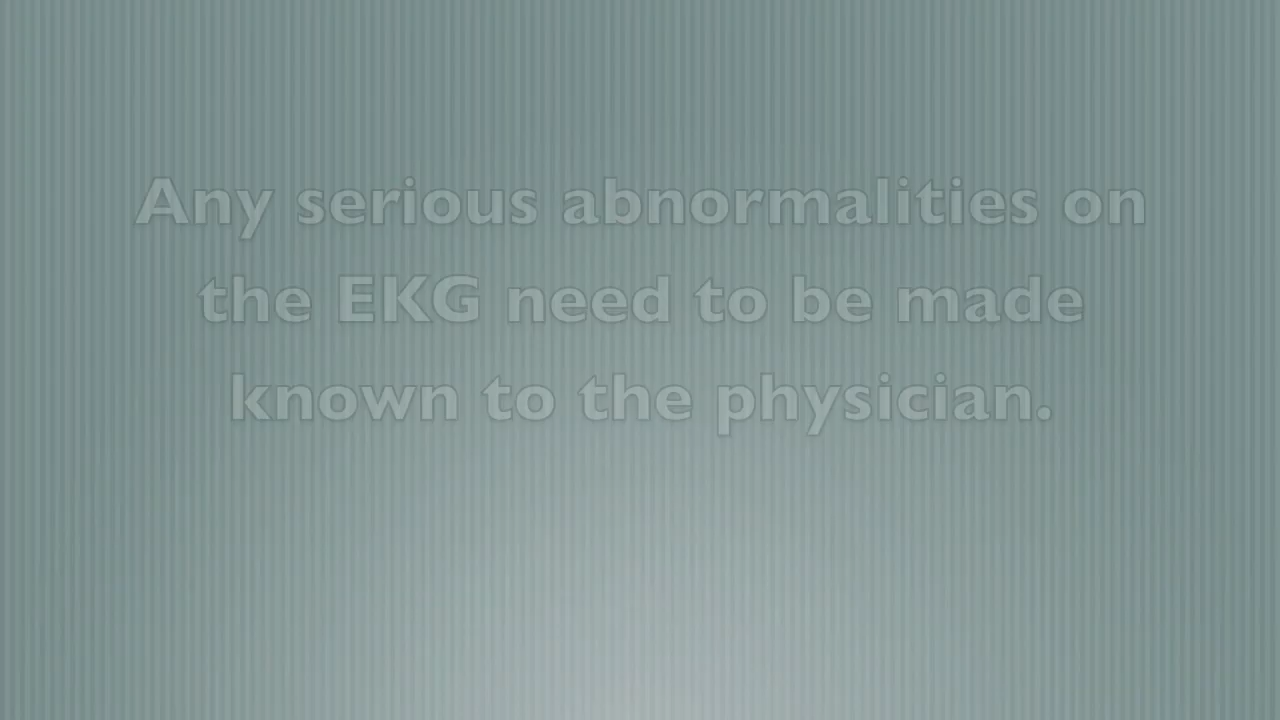 Any serious abnormalities on
the EKG need to be made
known to the physician.